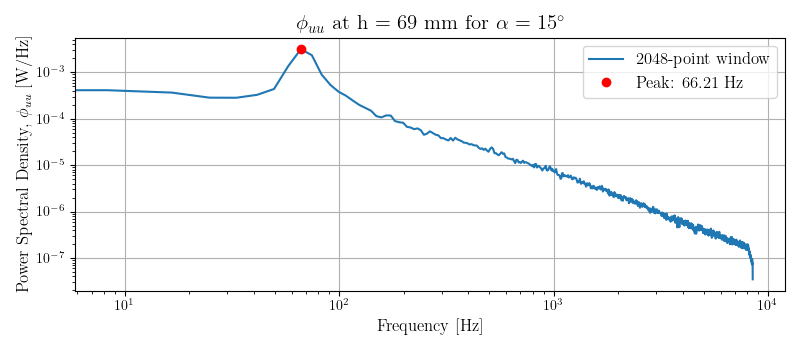 ϕuu at h = 69 mm for α = 15°
Power Spectral Density, ϕuu [W/Hz]
10⁻³
10⁻⁴
10⁻⁵
10⁻⁶
10⁻⁷
2048-point window
Peak: 66.21 Hz
10¹ 10² 10³ 10⁴
Frequency [Hz]